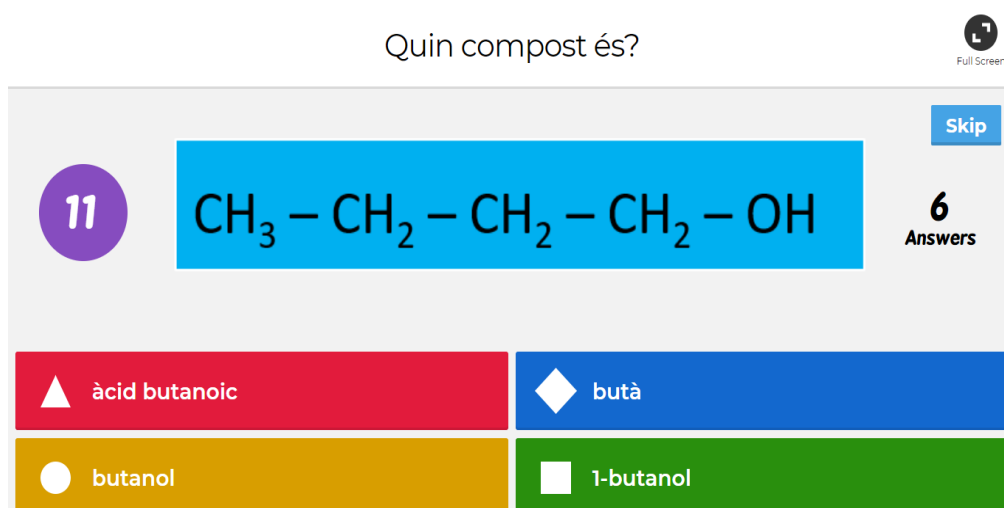 Quin compost és?
Full Screen
Skip
11
CH₃ – CH₂ – CH₂ – CH₂ – OH
6
Answers
àcid butanoic
butà
butanol
1-butanol